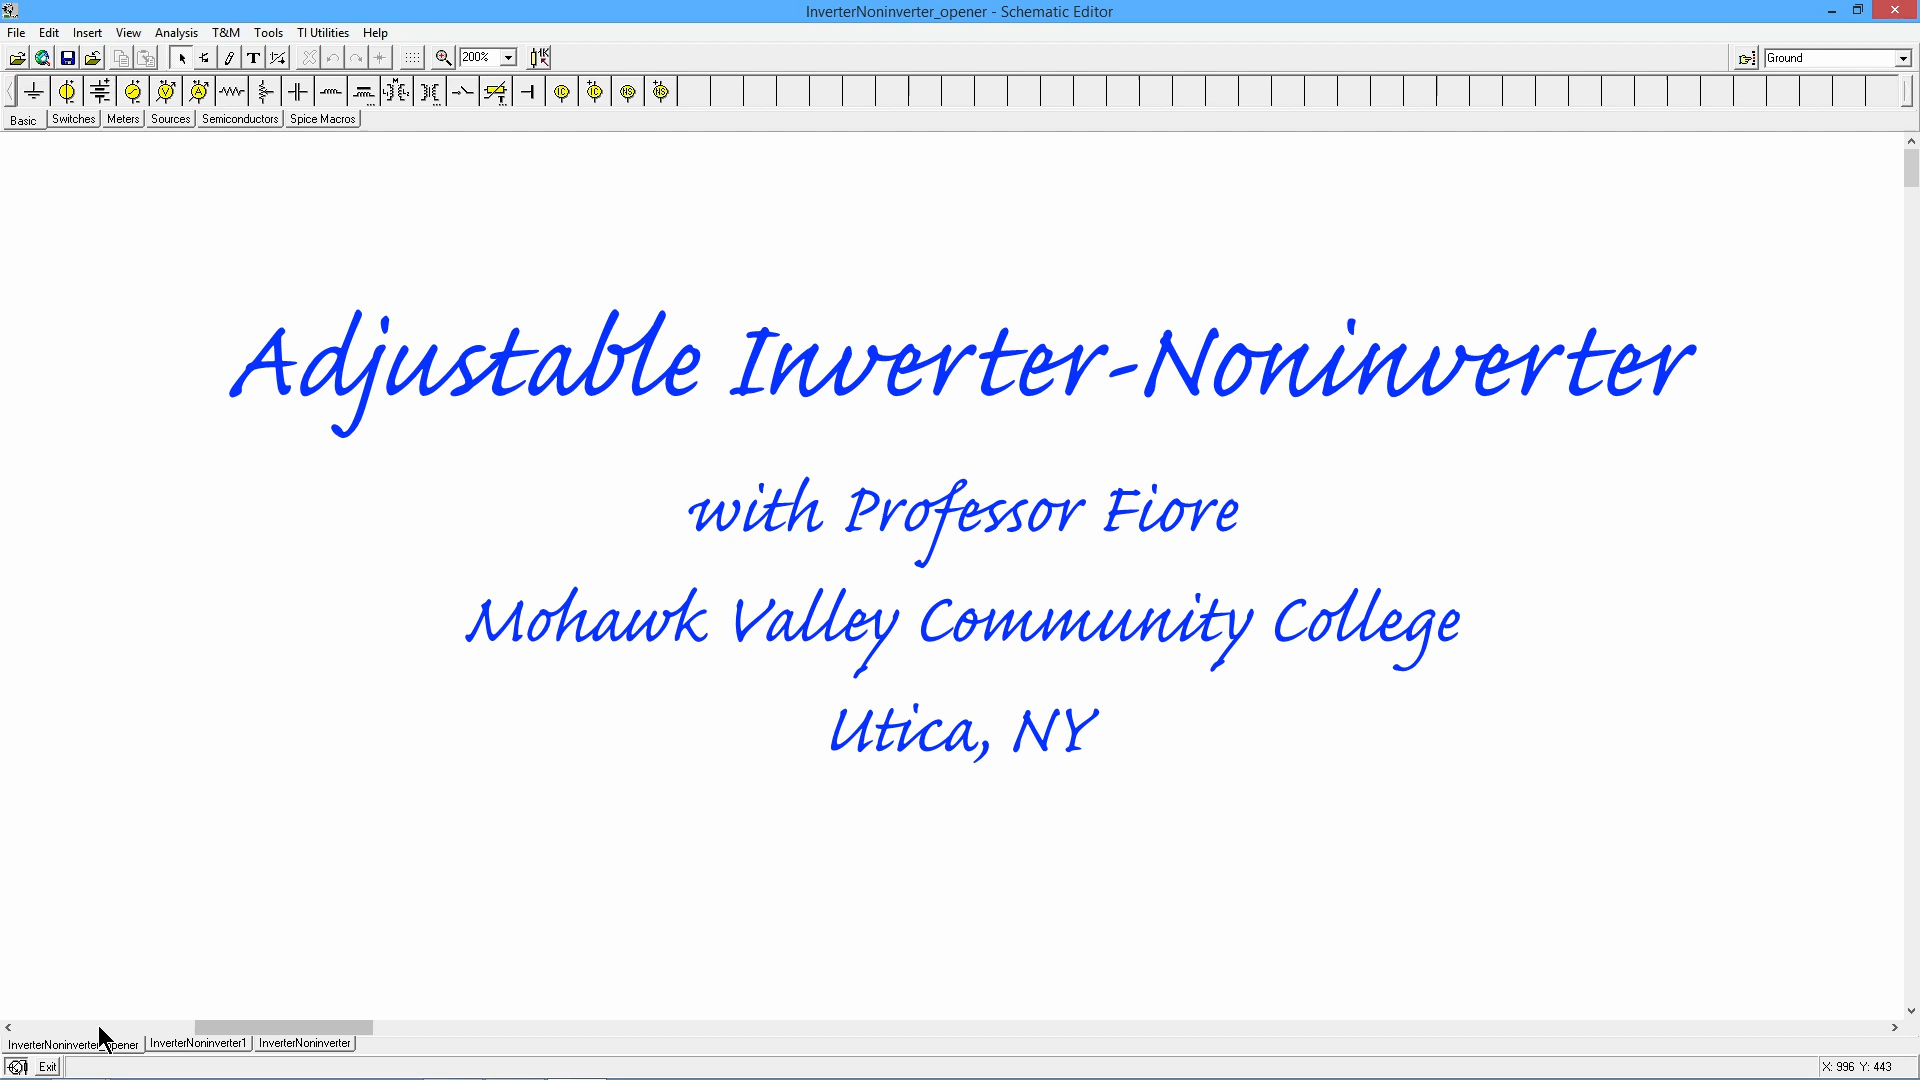 InverterNoninverter_opener - Schematic Editor
File Edit Insert View Analysis T&M Tools TI Utilities Help
200% Ground
Basic Switches Meters Sources Semiconductors Spice Macros
Adjustable Inverter-Noninverter
with Professor Fiore
Mohawk Valley Community College
Utica, NY
InverterNoninverter_opener InverterNoninverter1 InverterNoninverter
Exit X: 996 Y: 443